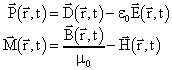 P⃗(r⃗,t) = D⃗(r⃗,t) − ε₀E⃗(r⃗,t)
M⃗(r⃗,t) = B⃗(r⃗,t)/μ₀ − H⃗(r⃗,t)